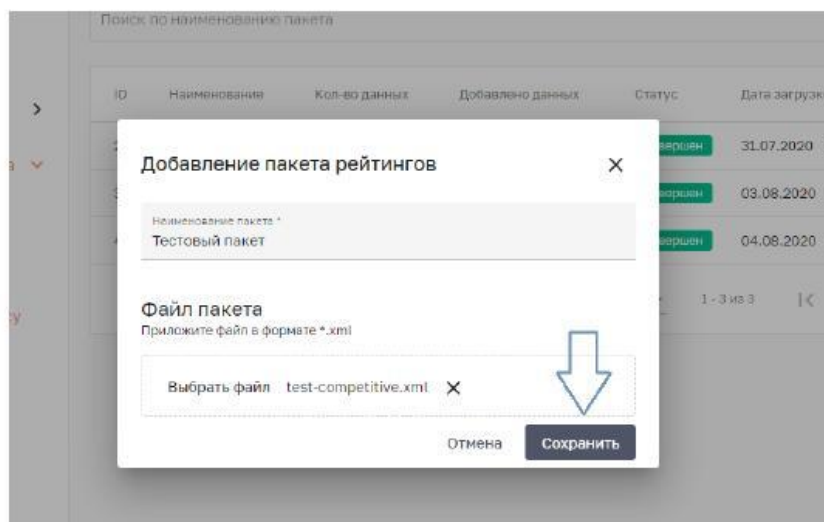 Поиск по наименованию пакета
ID Наименование Кол-во данных Добавлено данных Статус Дата загрузки
31.07.2020
03.08.2020
04.08.2020
1 - 3 из 3
Добавление пакета рейтингов
Наименование пакета *
Тестовый пакет
Файл пакета
Приложите файл в формате *.xml
Выбрать файл test-competitive.xml
Отмена Сохранить